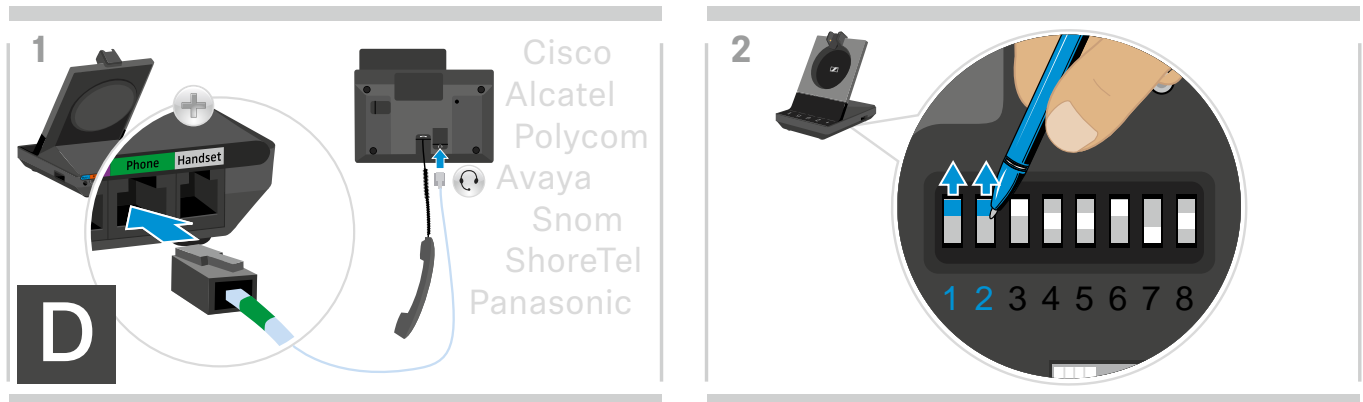 1
Cisco
Alcatel
Polycom
Avaya
Snom
ShoreTel
Panasonic
Phone Handset
D
2
1 2 3 4 5 6 7 8